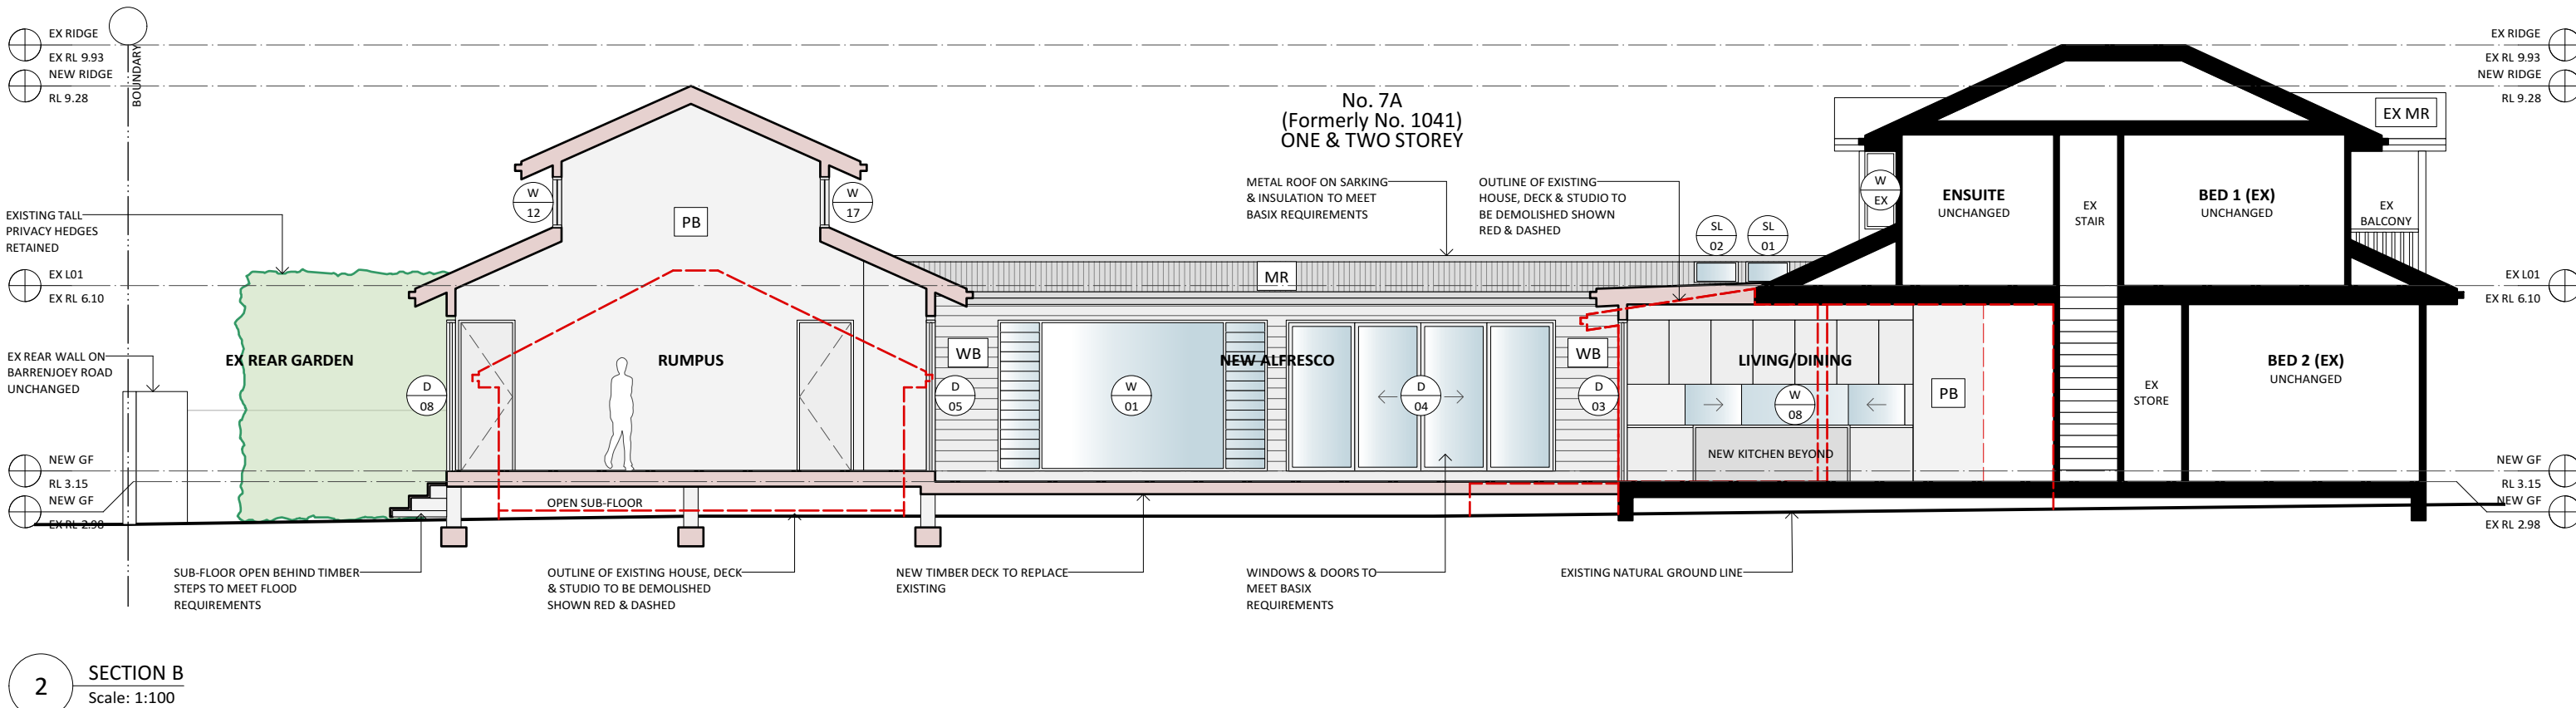 EX RIDGE
EX RL 9.93
NEW RIDGE
RL 9.28
BOUNDARY
EX RIDGE
EX RL 9.93
NEW RIDGE
RL 9.28
No. 7A
(Formerly No. 1041)
ONE & TWO STOREY
EX MR
METAL ROOF ON SARKING
& INSULATION TO MEET
BASIX REQUIREMENTS
OUTLINE OF EXISTING
HOUSE, DECK & STUDIO TO
BE DEMOLISHED SHOWN
RED & DASHED
W
12
W
17
PB
W
EX
ENSUITE
UNCHANGED
EX
STAIR
BED 1 (EX)
UNCHANGED
EX
BALCONY
EXISTING TALL
PRIVACY HEDGES
RETAINED
SL
02
SL
01
EX L01
EX RL 6.10
MR
EX L01
EX RL 6.10
EX REAR WALL ON
BARRENJOEY ROAD
UNCHANGED
EX REAR GARDEN
RUMPUS
WB
NEW ALFRESCO
WB
LIVING/DINING
BED 2 (EX)
UNCHANGED
D
08
D
05
W
01
D
04
D
03
W
08
PB
EX
STORE
NEW KITCHEN BEYOND
NEW GF
RL 3.15
NEW GF
EX RL 2.98
OPEN SUB-FLOOR
NEW GF
RL 3.15
NEW GF
EX RL 2.98
SUB-FLOOR OPEN BEHIND TIMBER
STEPS TO MEET FLOOD
REQUIREMENTS
OUTLINE OF EXISTING HOUSE, DECK
& STUDIO TO BE DEMOLISHED
SHOWN RED & DASHED
NEW TIMBER DECK TO REPLACE
EXISTING
WINDOWS & DOORS TO
MEET BASIX
REQUIREMENTS
EXISTING NATURAL GROUND LINE
2
SECTION B
Scale: 1:100